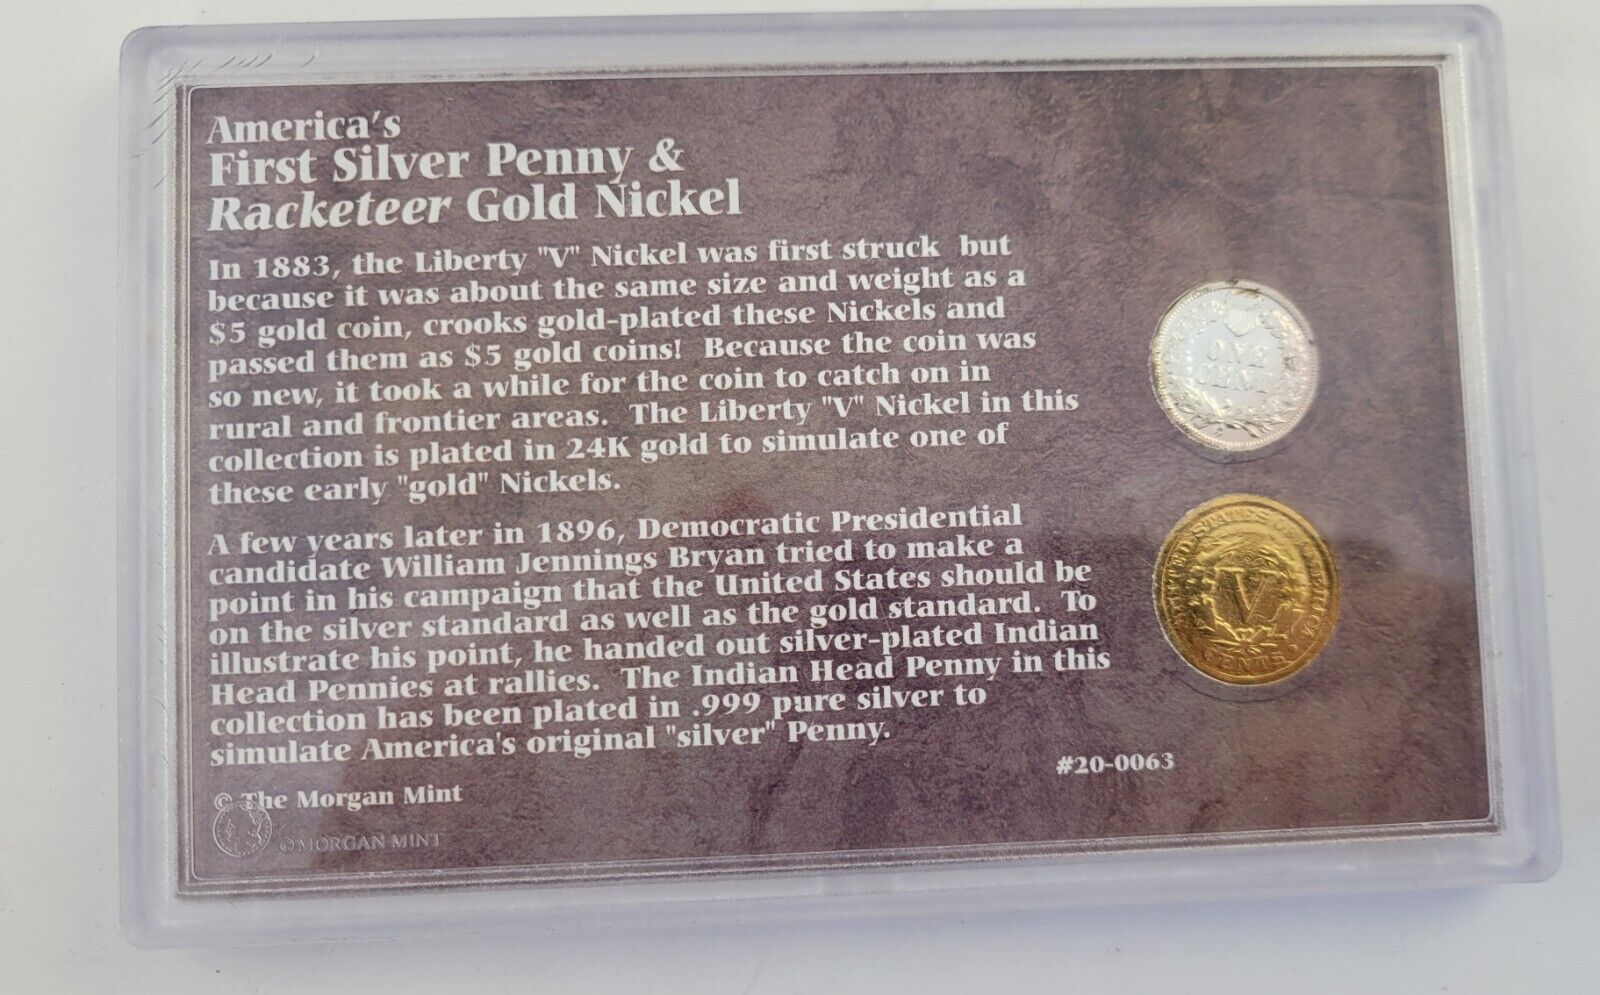 America's
First Silver Penny &
Racketeer Gold Nickel
In 1883, the Liberty "V" Nickel was first struck but
because it was about the same size and weight as a
$5 gold coin, crooks gold-plated these Nickels and
passed them as $5 gold coins! Because the coin was
so new, it took a while for the coin to catch on in
rural and frontier areas. The Liberty "V" Nickel in this
collection is plated in 24K gold to simulate one of
these early "gold" Nickels.
A few years later in 1896, Democratic Presidential
candidate William Jennings Bryan tried to make a
point in his campaign that the United States should be
on the silver standard as well as the gold standard. To
illustrate his point, he handed out silver-plated Indian
Head Pennies at rallies. The Indian Head Penny in this
collection has been plated in .999 pure silver to
simulate America's original "silver" Penny.
#20-0063
© The Morgan Mint
©MORGAN MINT
ONE
CENT
UNITED STATES OF AMERICA
V
CENTS